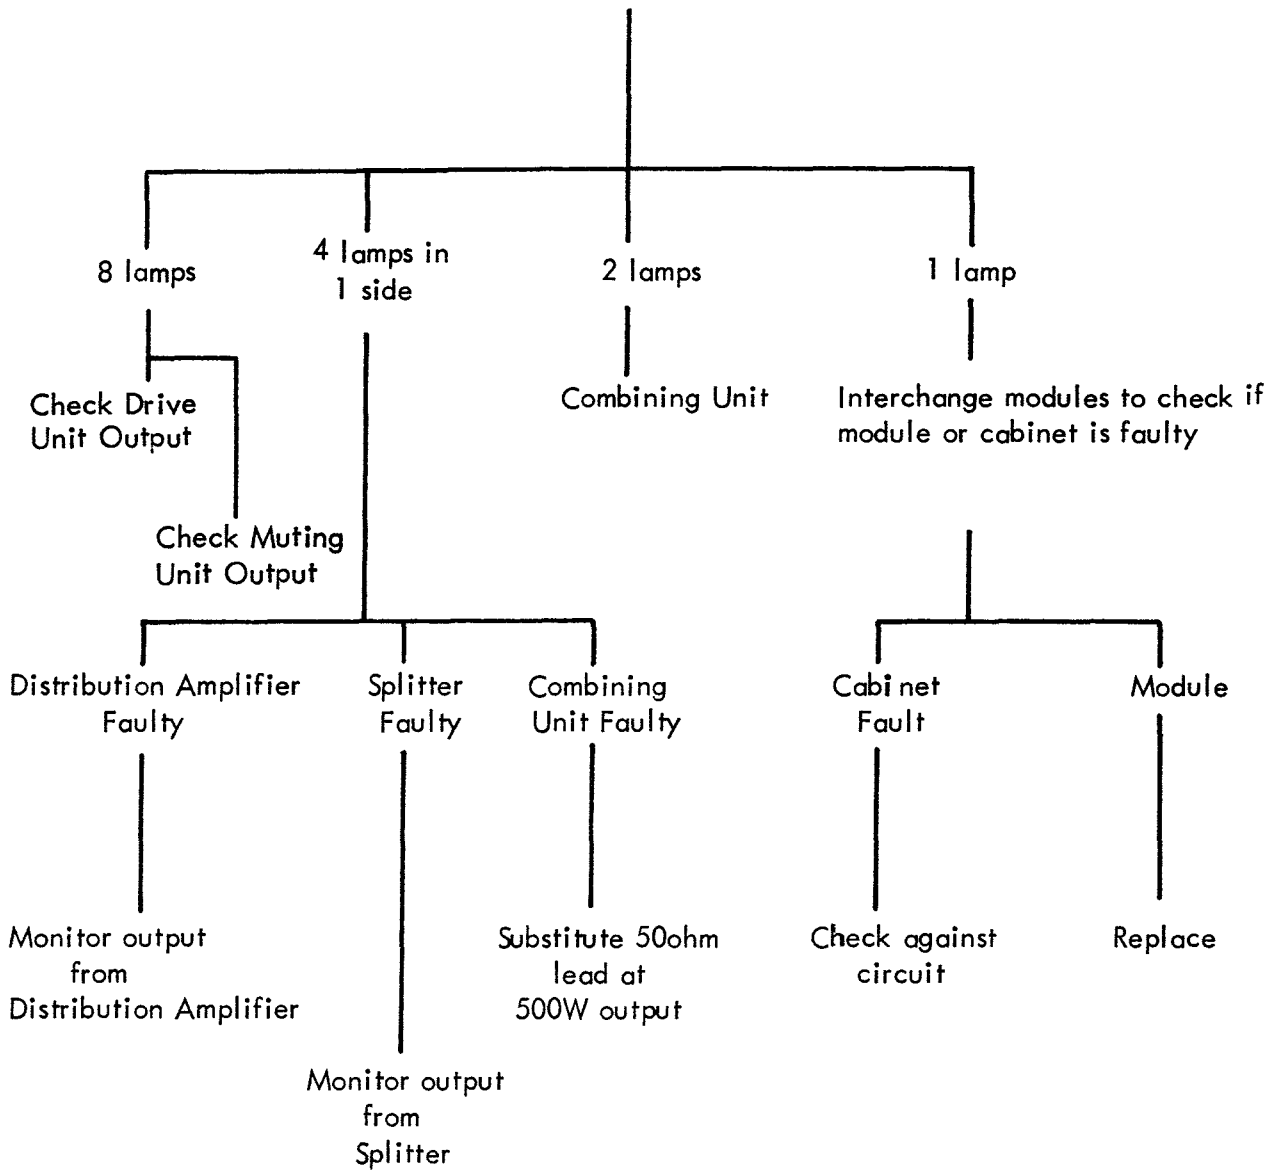 8 lamps
4 lamps in
1 side
2 lamps
1 lamp
Check Drive
Unit Output
Check Muting
Unit Output
Combining Unit
Interchange modules to check if
module or cabinet is faulty
Distribution Amplifier
Faulty
Splitter
Faulty
Combining
Unit Faulty
Cabinet
Fault
Module
Monitor output
from
Distribution Amplifier
Monitor output
from
Splitter
Substitute 50ohm
lead at
500W output
Check against
circuit
Replace